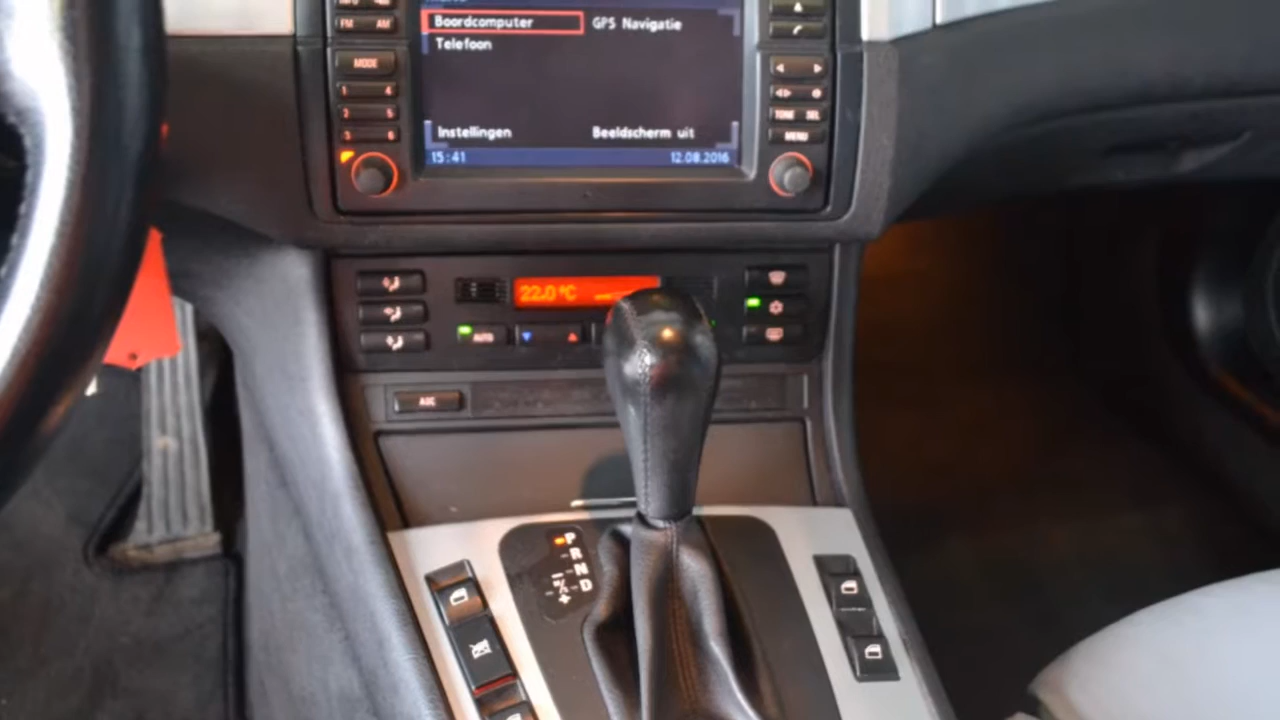 FM AM
Boordcomputer GPS Navigatie
Telefoon
MODE
1 4
2 5
3 6
TONE SEL
MENU
Instellingen Beeldscherm uit
15:41 12.08.2016
22.0 °C
AUTO
P
R
N
D